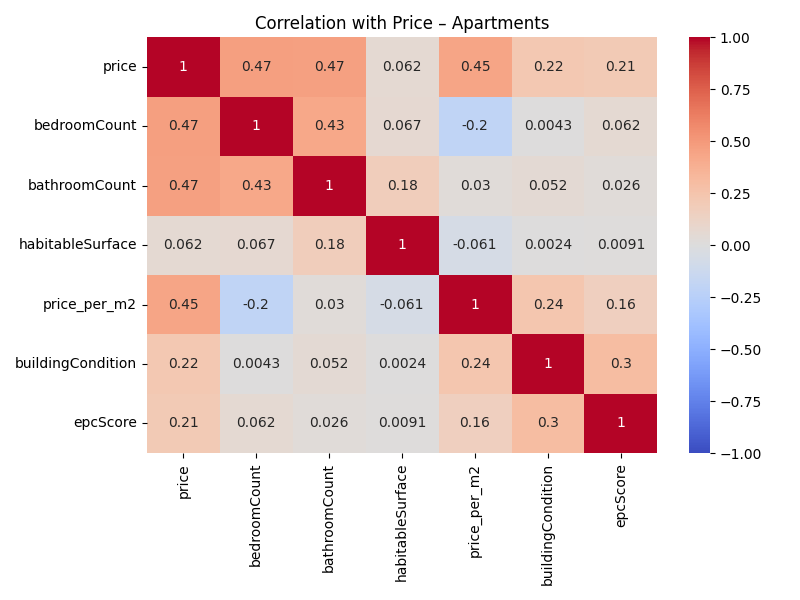 Correlation with Price – Apartments
price 1 0.47 0.47 0.062 0.45 0.22 0.21
bedroomCount 0.47 1 0.43 0.067 -0.2 0.0043 0.062
bathroomCount 0.47 0.43 1 0.18 0.03 0.052 0.026
habitableSurface 0.062 0.067 0.18 1 -0.061 0.0024 0.0091
price_per_m2 0.45 -0.2 0.03 -0.061 1 0.24 0.16
buildingCondition 0.22 0.0043 0.052 0.0024 0.24 1 0.3
epcScore 0.21 0.062 0.026 0.0091 0.16 0.3 1
price
bedroomCount
bathroomCount
habitableSurface
price_per_m2
buildingCondition
epcScore
1.00
0.75
0.50
0.25
0.00
−0.25
−0.50
−0.75
−1.00